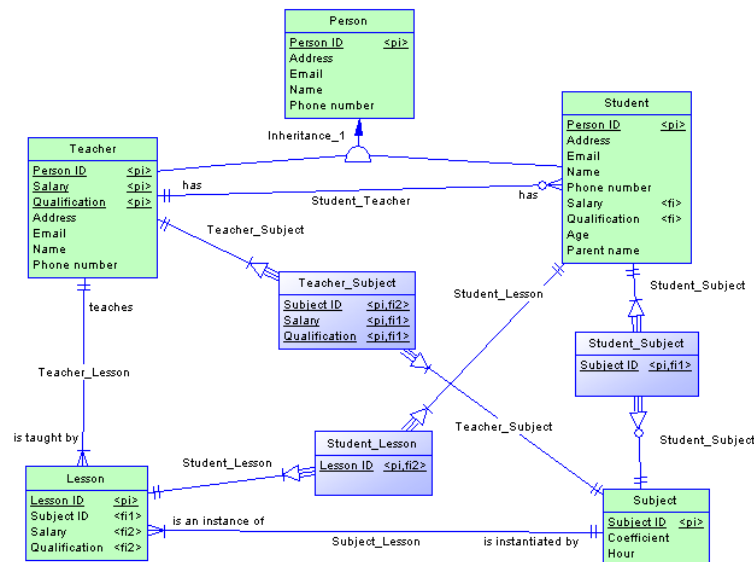 Person
Person ID <pi>
Address
Email
Name
Phone number
Inheritance_1
Student
Person ID <pi>
Address
Email
Name
Phone number
Salary <fi>
Qualification <fi>
Age
Parent name
Teacher
Person ID <pi>
Salary <pi>
Qualification <pi>
Address
Email
Name
Phone number
has
Student_Teacher
has
Teacher_Subject
Teacher_Subject
Subject ID <pi,fi2>
Salary <pi,fi1>
Qualification <pi,fi1>
Student_Lesson
Student_Subject
Student_Subject
Subject ID <pi,fi1>
teaches
Teacher_Lesson
is taught by
Teacher_Subject
Student_Subject
Student_Lesson
Student_Lesson
Lesson ID <pi,fi2>
Lesson
Lesson ID <pi>
Subject ID <fi1>
Salary <fi2>
Qualification <fi2>
is an instance of
Subject_Lesson
is instantiated by
Subject
Subject ID <pi>
Coefficient
Hour